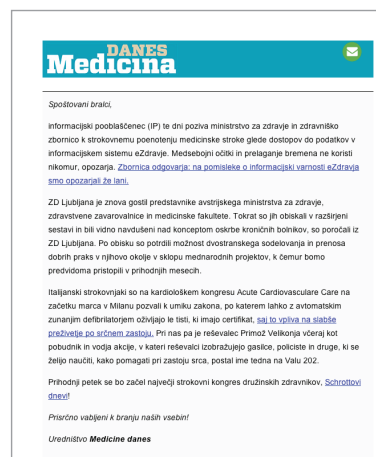 DANES
Medicina
Spoštovani bralci,
informacijski pooblaščenec (IP) te dni poziva ministrstvo za zdravje in zdravniško
zbornico k strokovnemu poenotenju medicinske stroke glede dostopov do podatkov v
informacijskem sistemu eZdravje. Medsebojni očitki in prelaganje bremena ne koristi
nikomur, opozarja. Zbornica odgovarja: na pomisleke o informacijski varnosti eZdravja
smo opozarjali že lani.
ZD Ljubljana je znova gostil predstavnike avstrijskega ministrstva za zdravje,
zdravstvene zavarovalnice in medicinske fakultete. Tokrat so jih obiskali v razširjeni
sestavi in bili vidno navdušeni nad konceptom oskrbe kroničnih bolnikov, so sporočili iz
ZD Ljubljana. Po obisku so potrdili možnost dvostranskega sodelovanja in prenosa
dobrih praks v njihovo okolje v sklopu mednarodnih projektov, k čemur bomo
predvidoma pristopili v prihodnjih mesecih.
Italijanski strokovnjaki so na kardiološkem kongresu Acute Cardiovasculare Care na
začetku marca v Milanu pozvali k umiku zakona, po katerem lahko z avtomatskim
zunanjim defibrilatorjem oživljajo le tisti, ki imajo certifikat, saj to vpliva na slabše
preživetje po srčnem zastoju. Pri nas pa je reševalec Primož Velikonja včeraj kot
pobudnik in vodja akcije, v kateri reševalci izobražujejo gasilce, policiste in druge, ki se
želijo naučiti, kako pomagati pri zastoju srca, postal ime tedna na Valu 202.
Prihodnji petek se bo začel največji strokovni kongres družinskih zdravnikov, Schrottovi
dnevi!
Prisrčno vabljeni k branju naših vsebin!
Uredništvo Medicine danes